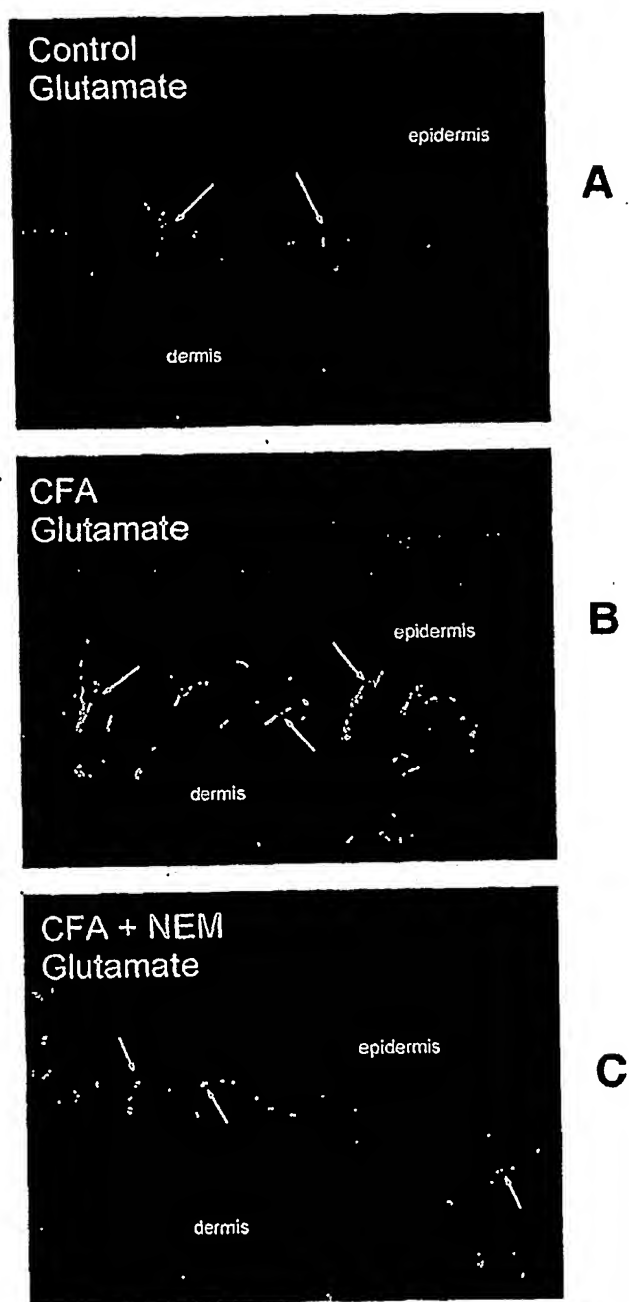 Control
Glutamate
epidermis
A
dermis
CFA
Glutamate
epidermis
B
dermis
CFA + NEM
Glutamate
epidermis
C
dermis